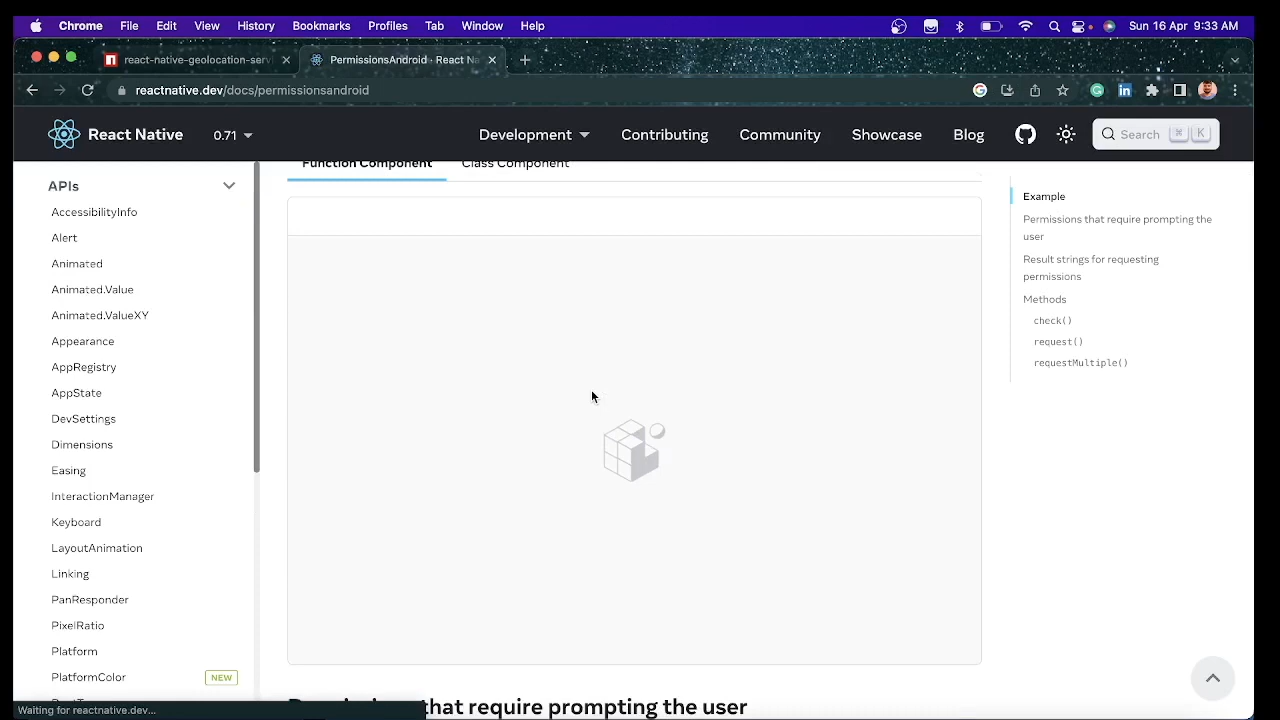 Chrome File Edit View History Bookmarks Profiles Tab Window Help Sun 16 Apr 9:33 AM
react-native-geolocation-serv PermissionsAndroid · React Na
reactnative.dev/docs/permissionsandroid
React Native 0.71 Development Contributing Community Showcase Blog Search ⌘ K
Function Component Class Component
APIs
AccessibilityInfo
Alert
Animated
Animated.Value
Animated.ValueXY
Appearance
AppRegistry
AppState
DevSettings
Dimensions
Easing
InteractionManager
Keyboard
LayoutAnimation
Linking
PanResponder
PixelRatio
Platform
PlatformColor NEW
Example
Permissions that require prompting the
user
Result strings for requesting
permissions
Methods
check()
request()
requestMultiple()
that require prompting the user
Waiting for reactnative.dev...